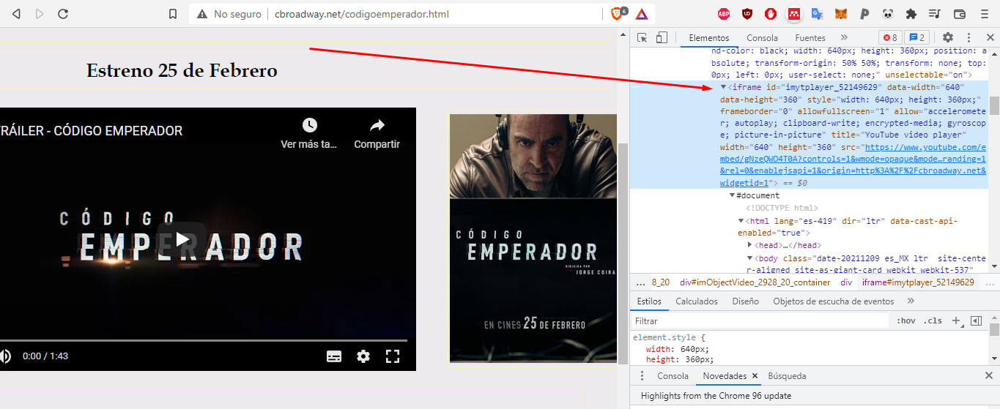 No seguro
cbroadway.net/codigoemperador.html
6
ABP
Estreno 25 de Febrero
TRÁILER - CÓDIGO EMPERADOR
Ver más ta...
Compartir
CÓDIGO
EMPERADOR
0:00 / 1:43
CÓDIGO
EMPERADOR
DIRIGIDA POR
JORGE COIRA
EN CINES 25 DE FEBRERO
Elementos
Consola
Fuentes
»
8
2
nd-color: black; width: 640px; height: 360px; position: a
bsolute; transform-origin: 50% 50%; transform: none; top:
0px; left: 0px; user-select: none;" unselectable="on">
<iframe id="imytplayer_52149629" data-width="640"
data-height="360" style="width: 640px; height: 360px;"
frameborder="0" allowfullscreen="1" allow="acceleromete
r; autoplay; clipboard-write; encrypted-media; gyroscop
e; picture-in-picture" title="YouTube video player"
width="640" height="360" src="https://www.youtube.com/e
mbed/gNzeQWO4T0A?controls=1&wmode=opaque&mode…randing=1
&rel=0&enablejsapi=1&origin=http%3A%2F%2Fcbroadway.net&
widgetid=1"> == $0
#document
<!DOCTYPE html>
<html lang="es-419" dir="ltr" data-cast-api-
enabled="true">
<head>…</head>
<body class="date-20211209 es_MX ltr site-center-
r-aligned site-as-giant-card webkit webkit-537"
... 8_20 div#imObjectVideo_2928_20_container div iframe#imytplayer_52149629 ...
Estilos
Calculados
Diseño
Objetos de escucha de eventos
»
Filtrar
:hov .cls +
element.style {
width: 640px;
height: 360px;
Consola
Novedades ×
Búsqueda
Highlights from the Chrome 96 update